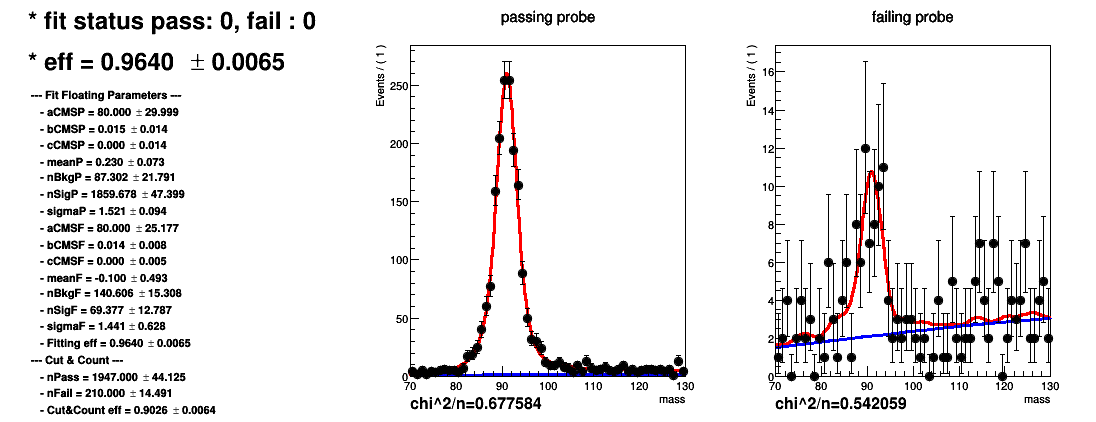 * fit status pass: 0, fail : 0
* eff = 0.9640 ± 0.0065
--- Fit Floating Parameters ---
- aCMSP = 80.000 ± 29.999
- bCMSP = 0.015 ± 0.014
- cCMSP = 0.000 ± 0.014
- meanP = 0.230 ± 0.073
- nBkgP = 87.302 ± 21.791
- nSigP = 1859.678 ± 47.399
- sigmaP = 1.521 ± 0.094
- aCMSF = 80.000 ± 25.177
- bCMSF = 0.014 ± 0.008
- cCMSF = 0.000 ± 0.005
- meanF = -0.100 ± 0.493
- nBkgF = 140.606 ± 15.308
- nSigF = 69.377 ± 12.787
- sigmaF = 1.441 ± 0.628
- Fitting eff = 0.9640 ± 0.0065
--- Cut & Count ---
- nPass = 1947.000 ± 44.125
- nFail = 210.000 ± 14.491
- Cut&Count eff = 0.9026 ± 0.0064
passing probe
Events / ( 1 )
250
200
150
100
50
0
70 80 90 100 110 120 130
mass
chi^2/n=0.677584
failing probe
Events / ( 1 )
16
14
12
10
8
6
4
2
0
70 80 90 100 110 120 130
mass
chi^2/n=0.542059